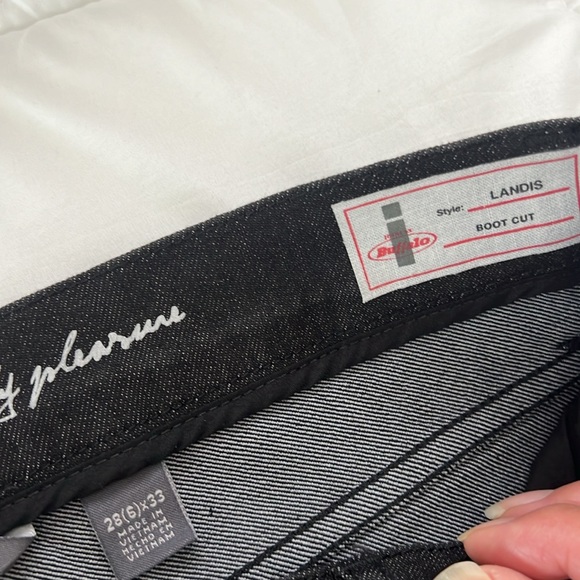 Style: LANDIS
Buffalo
BOOT CUT
pleasure
28(6)x33
MADE IN
VIETNAM
HECHO EN
VIETNAM